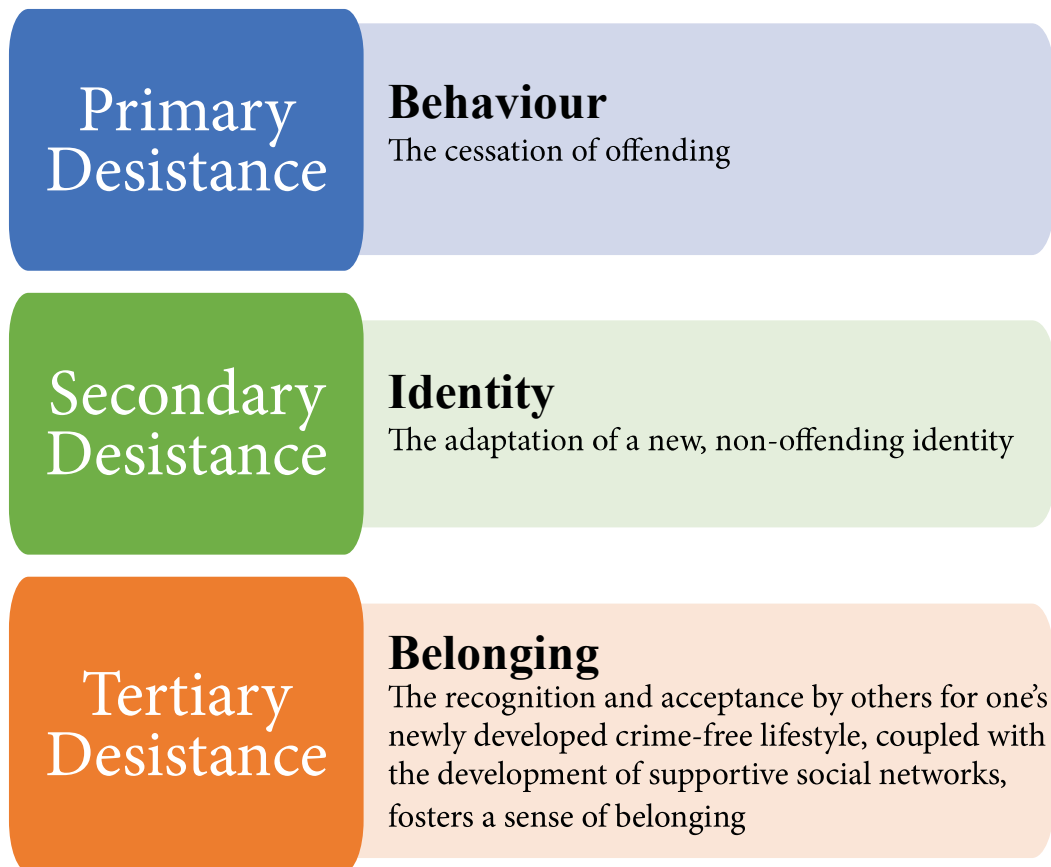 Primary
Desistance
Behaviour
The cessation of offending
Secondary
Desistance
Identity
The adaptation of a new, non-offending identity
Tertiary
Desistance
Belonging
The recognition and acceptance by others for one’s
newly developed crime-free lifestyle, coupled with
the development of supportive social networks,
fosters a sense of belonging